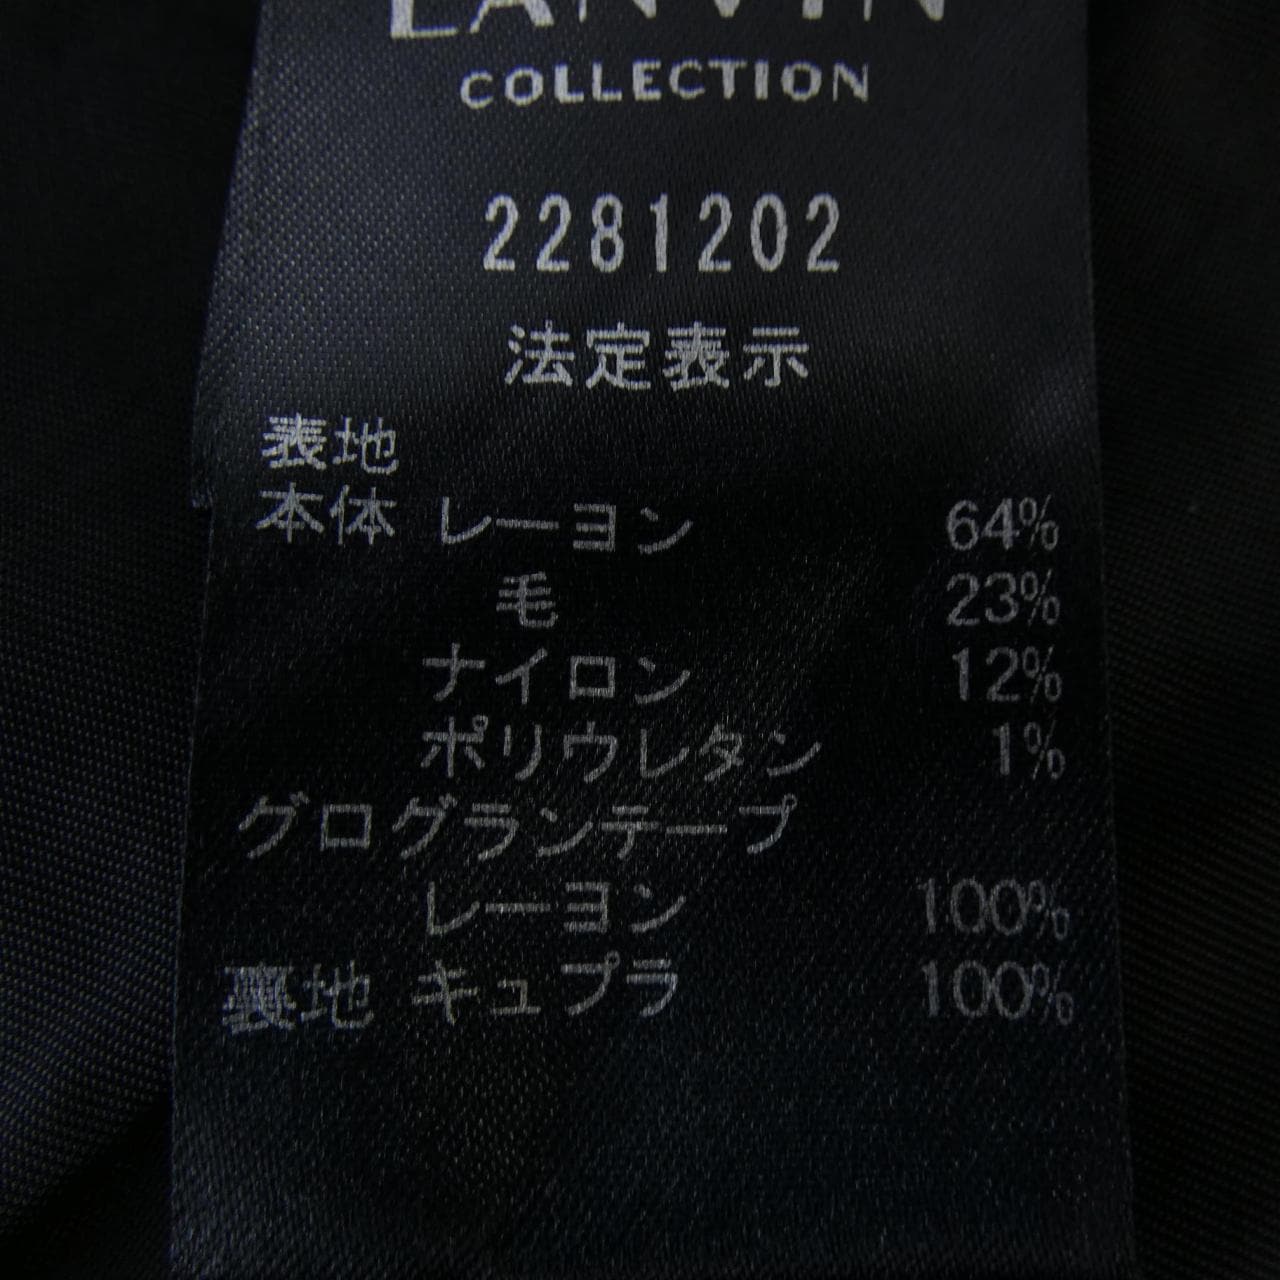 LANVIN
COLLECTION
2281202
法定表示
表地
本体 レーヨン 64%
毛 23%
ナイロン 12%
ポリウレタン 1%
グログランテープ
レーヨン 100%
裏地 キュプラ 100%